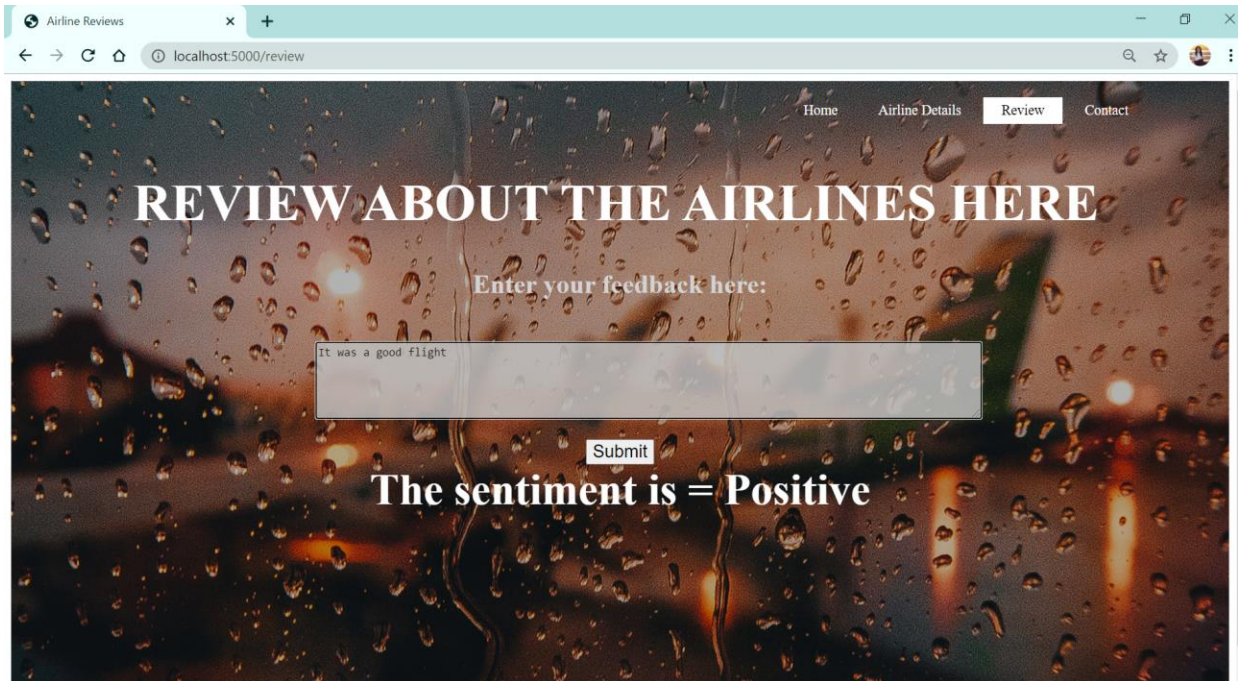 Airline Reviews
localhost:5000/review
Home Airline Details Review Contact
REVIEW ABOUT THE AIRLINES HERE
Enter your feedback here:
It was a good flight
Submit
The sentiment is = Positive